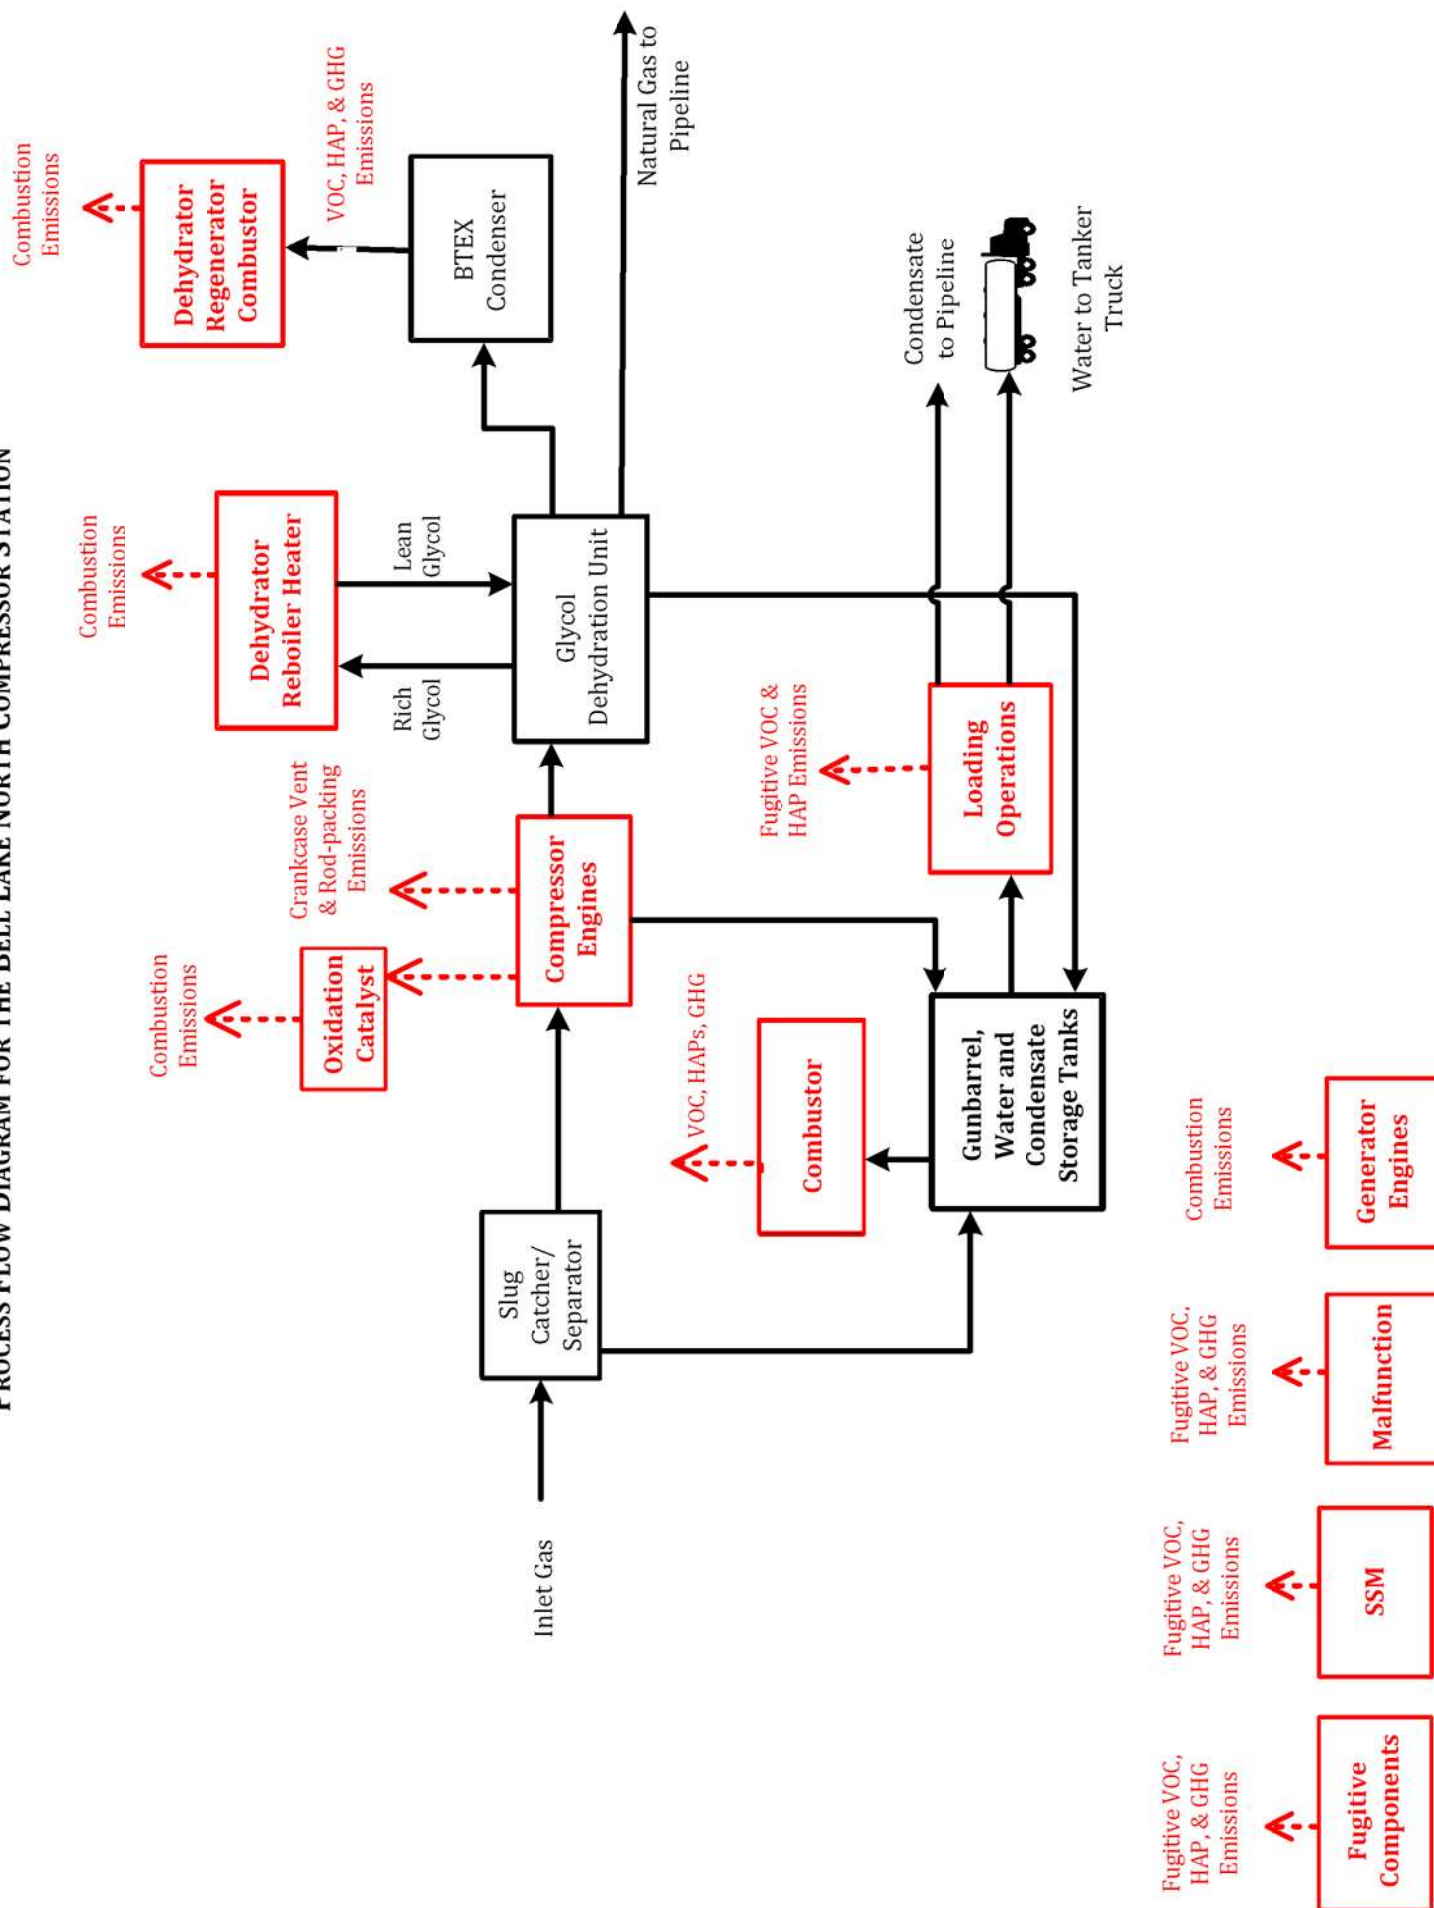 PROCESS FLOW DIAGRAM FOR THE BELL LAKE NORTH COMPRESSOR STATION
Combustion
Emissions
Dehydrator
Regenerator
Combustor
VOC, HAP, & GHG
Emissions
BTEX
Condenser
Combustion
Emissions
Dehydrator
Reboiler Heater
Rich
Glycol
Lean
Glycol
Glycol
Dehydration Unit
Natural Gas to
Pipeline
Combustion
Emissions
Oxidation
Catalyst
Crankcase Vent
& Rod-packing
Emissions
Compressor
Engines
Inlet Gas
Slug
Catcher/
Separator
VOC, HAPs, GHG
Combustor
Gunbarrel,
Water and
Condensate
Storage Tanks
Fugitive VOC &
HAP Emissions
Loading
Operations
Condensate
to Pipeline
Water to Tanker
Truck
Fugitive VOC,
HAP, & GHG
Emissions
Fugitive
Components
Fugitive VOC,
HAP, & GHG
Emissions
SSM
Fugitive VOC,
HAP, & GHG
Emissions
Malfunction
Combustion
Emissions
Generator
Engines